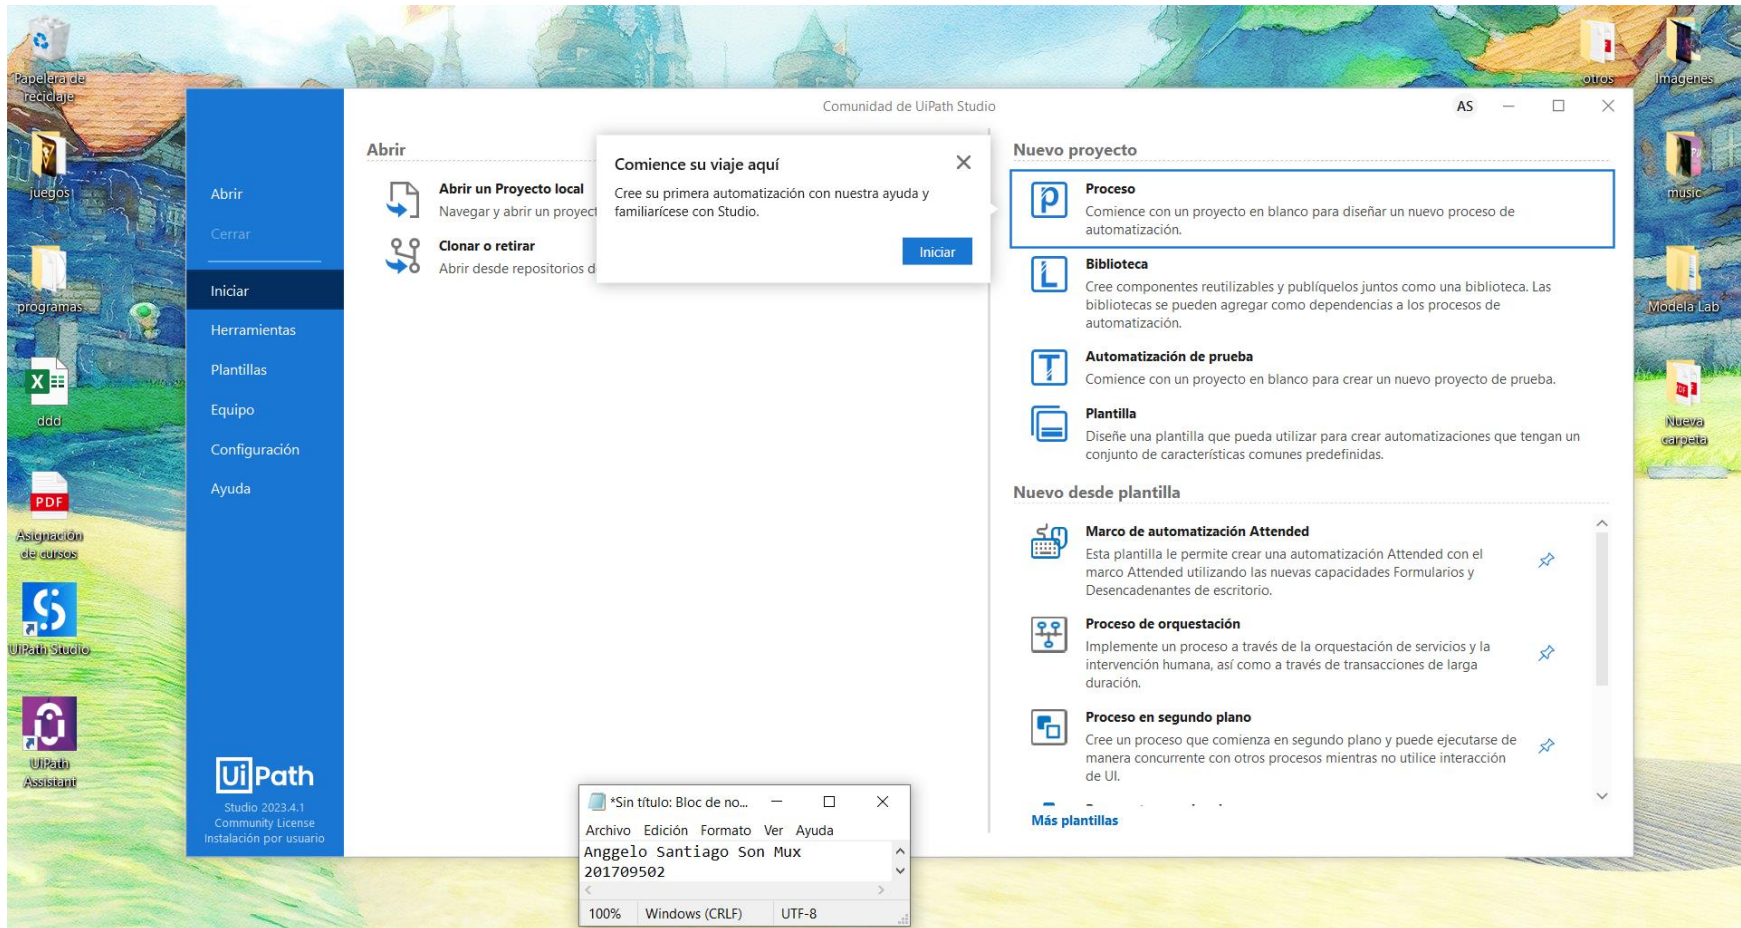 Papelera de
reciclaje
juegos
programas
ddd
PDF
Asignación
de cursos
UiPath Studio
UiPath
Assistant
otros
Imagenes
music
Modela Lab
Nueva
carpeta
Comunidad de UiPath Studio
AS
Abrir
Cerrar
Iniciar
Herramientas
Plantillas
Equipo
Configuración
Ayuda
UiPath
Studio 2023.4.1
Community License
Instalación por usuario
Abrir
Abrir un Proyecto local
Navegar y abrir un proyect
Clonar o retirar
Abrir desde repositorios d
Comience su viaje aquí
Cree su primera automatización con nuestra ayuda y
familiarícese con Studio.
Iniciar
Nuevo proyecto
Proceso
Comience con un proyecto en blanco para diseñar un nuevo proceso de
automatización.
Biblioteca
Cree componentes reutilizables y publíquelos juntos como una biblioteca. Las
bibliotecas se pueden agregar como dependencias a los procesos de
automatización.
Automatización de prueba
Comience con un proyecto en blanco para crear un nuevo proyecto de prueba.
Plantilla
Diseñe una plantilla que pueda utilizar para crear automatizaciones que tengan un
conjunto de características comunes predefinidas.
Nuevo desde plantilla
Marco de automatización Attended
Esta plantilla le permite crear una automatización Attended con el
marco Attended utilizando las nuevas capacidades Formularios y
Desencadenantes de escritorio.
Proceso de orquestación
Implemente un proceso a través de la orquestación de servicios y la
intervención humana, así como a través de transacciones de larga
duración.
Proceso en segundo plano
Cree un proceso que comienza en segundo plano y puede ejecutarse de
manera concurrente con otros procesos mientras no utilice interacción
de UI.
Más plantillas
*Sin título: Bloc de no...
Archivo Edición Formato Ver Ayuda
Anggelo Santiago Son Mux
201709502
100% Windows (CRLF) UTF-8